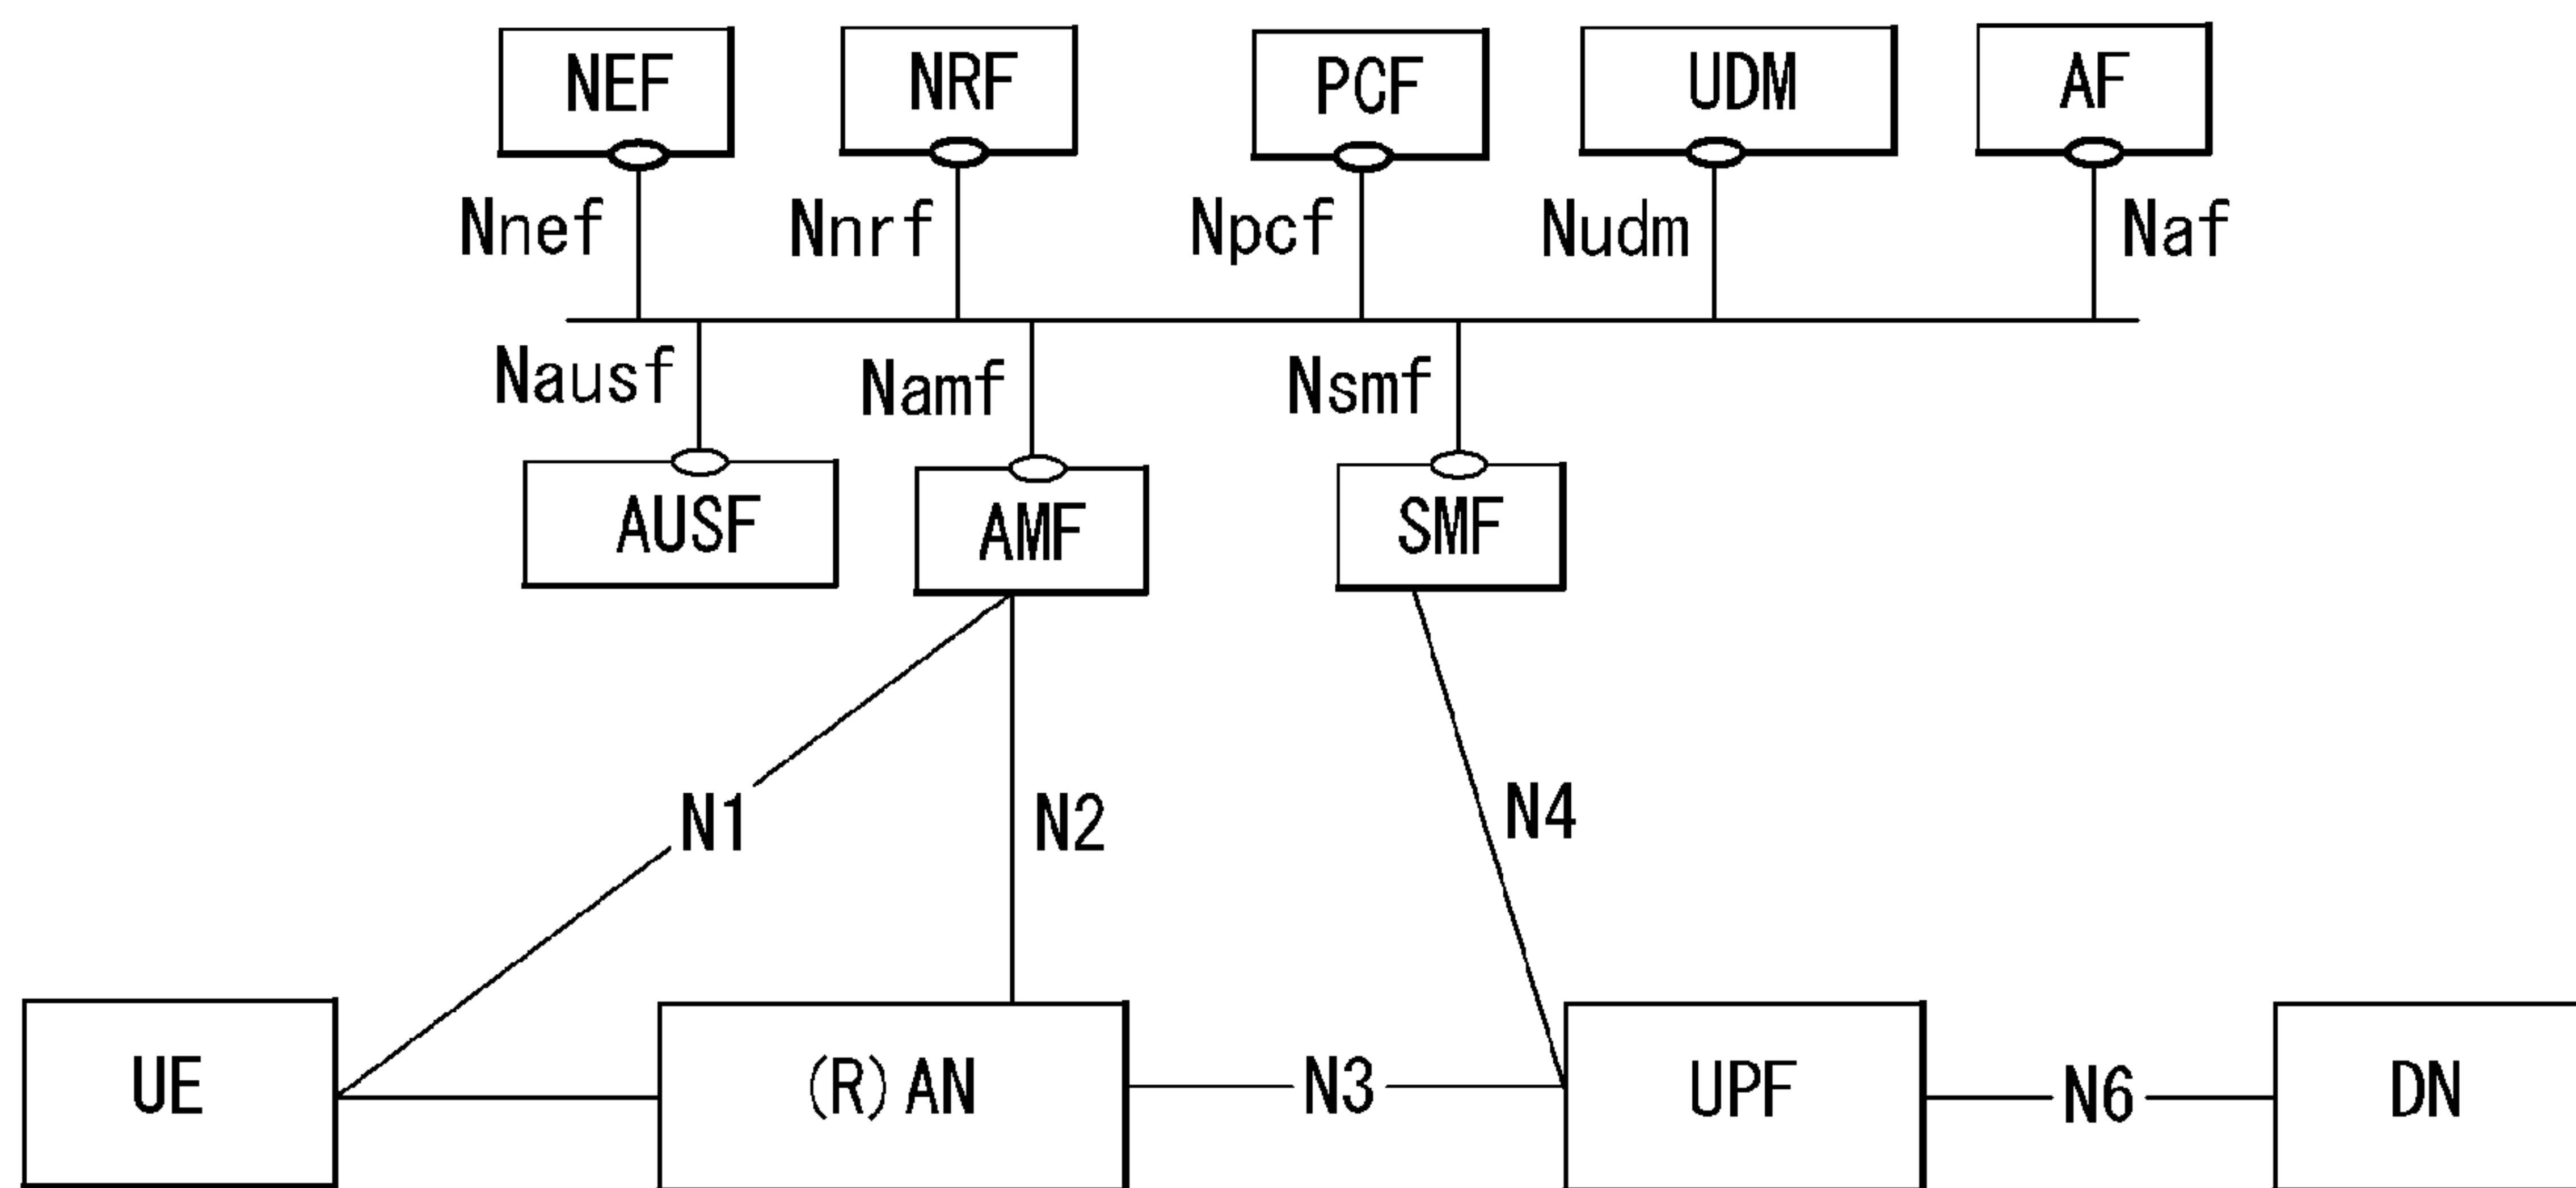 NEF NRF PCF UDM AF
Nnef Nnrf Npcf Nudm Naf
Nausf Namf Nsmf
AUSF AMF SMF
N1 N2 N4
UE (R)AN N3 UPF N6 DN